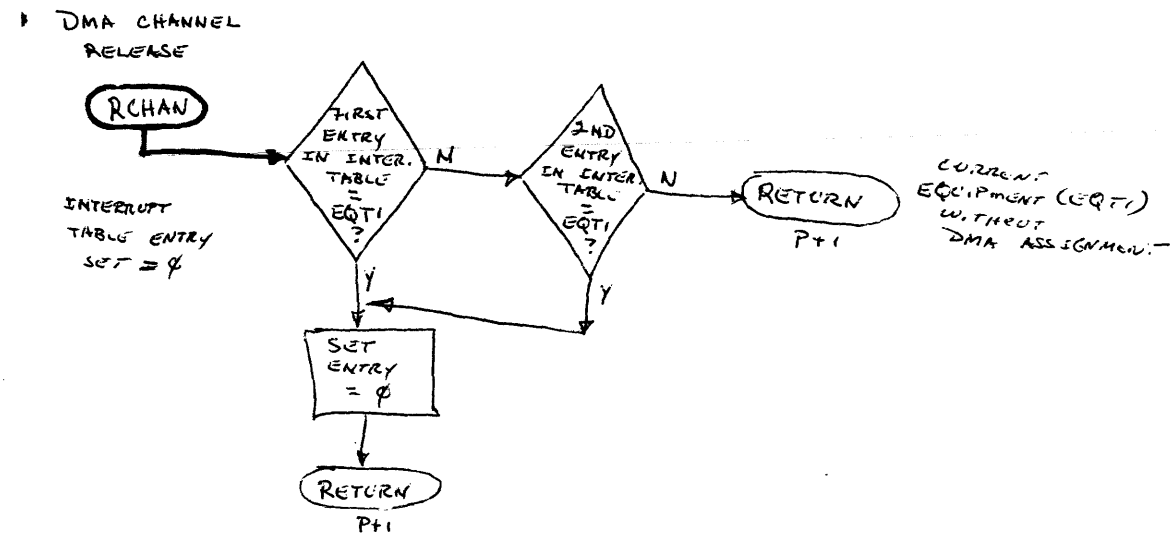 DMA CHANNEL
RELEASE
RCHAN
FIRST
ENTRY
IN INTER.
TABLE
=
EQT1
?
N
2ND
ENTRY
IN INTER.
TABLE
=
EQT1
?
N
RETURN
P+1
CURRENT
EQUIPMENT (EQT1)
WITHOUT
DMA ASSIGNMENT
INTERRUPT
TABLE ENTRY
SET = Ø
Y
Y
SET
ENTRY
= Ø
RETURN
P+1